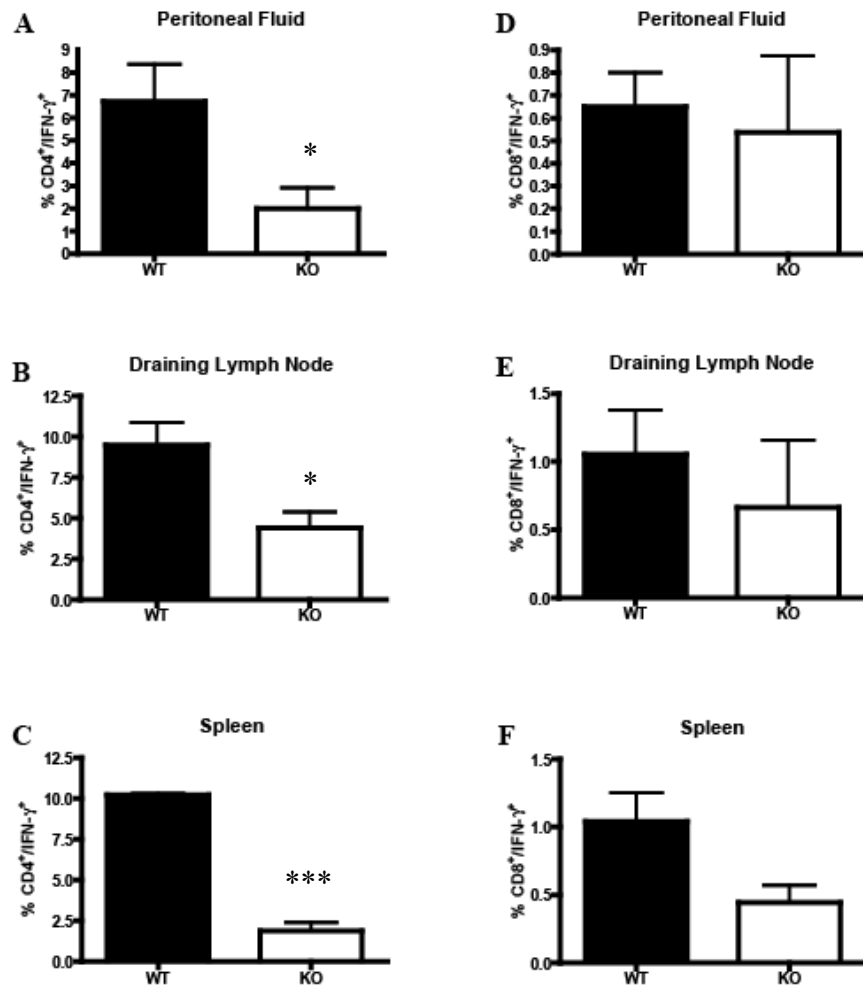 A
Peritoneal Fluid
% CD4+/IFN-γ+
9
8
7
6
5
4
3
2
1
0
*
WT
KO
D
Peritoneal Fluid
% CD8+/IFN-γ+
0.9
0.8
0.7
0.6
0.5
0.4
0.3
0.2
0.1
0.0
WT
KO
B
Draining Lymph Node
% CD4+/IFN-γ+
12.5
10.0
7.5
5.0
2.5
0.0
*
WT
KO
E
Draining Lymph Node
% CD8+/IFN-γ+
1.5
1.0
0.5
0.0
WT
KO
C
Spleen
% CD4+/IFN-γ+
12.5
10.0
7.5
5.0
2.5
0.0
***
WT
KO
F
Spleen
% CD8+/IFN-γ+
1.5
1.0
0.5
0.0
WT
KO